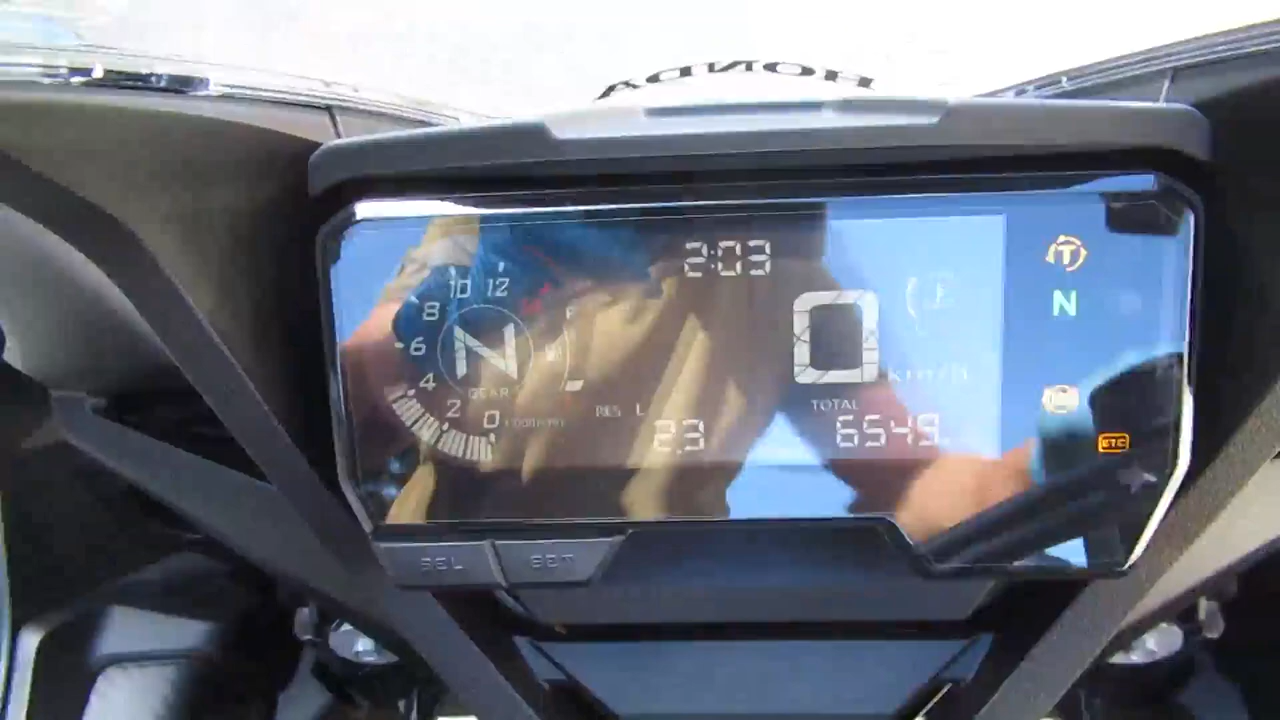 HONDA
2:03
10 12
8
6
4
2
0
N
GEAR
RES L
2.3
0
km/h
TOTAL
6549
T
N
ETC
SEL
SET